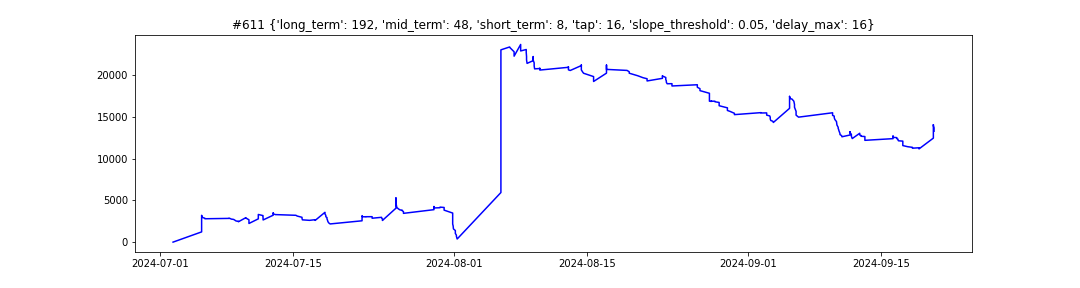 #611 {'long_term': 192, 'mid_term': 48, 'short_term': 8, 'tap': 16, 'slope_threshold': 0.05, 'delay_max': 16}
20000
15000
10000
5000
0
2024-07-01 2024-07-15 2024-08-01 2024-08-15 2024-09-01 2024-09-15